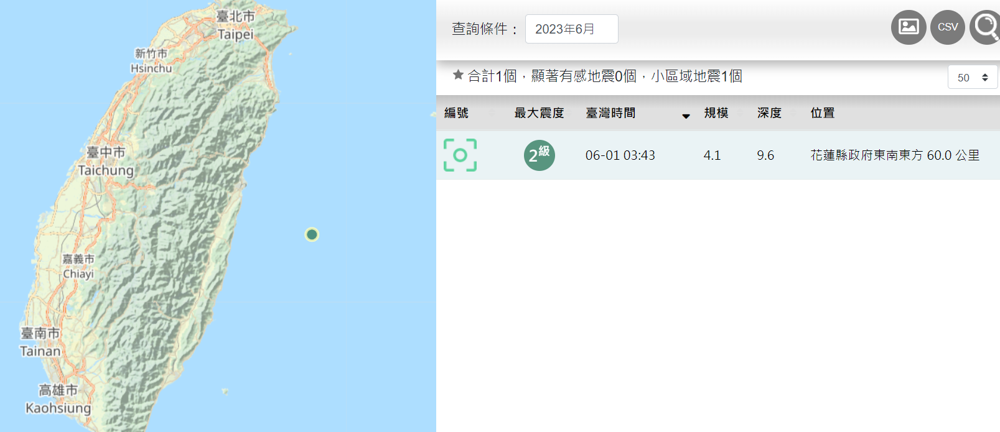 臺北市
Taipei
新竹市
Hsinchu
臺中市
Taichung
嘉義市
Chiayi
臺南市
Tainan
高雄市
Kaohsiung
查詢條件： 2023年6月 CSV
★ 合計1個，顯著有感地震0個，小區域地震1個 50
編號 最大震度 臺灣時間 規模 深度 位置
2級 06-01 03:43 4.1 9.6 花蓮縣政府東南東方 60.0 公里